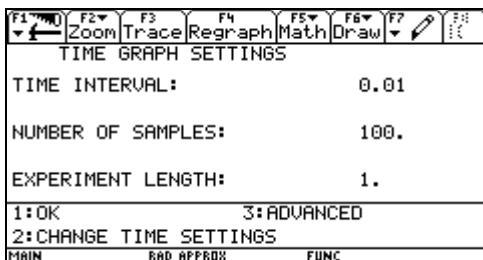 F1 F2 Zoom F3 Trace F4 Regraph F5 Math F6 Draw F7
TIME GRAPH SETTINGS
TIME INTERVAL: 0.01
NUMBER OF SAMPLES: 100.
EXPERIMENT LENGTH: 1.
1:OK 3:ADVANCED
2:CHANGE TIME SETTINGS
MAIN RAD APPROX FUNC